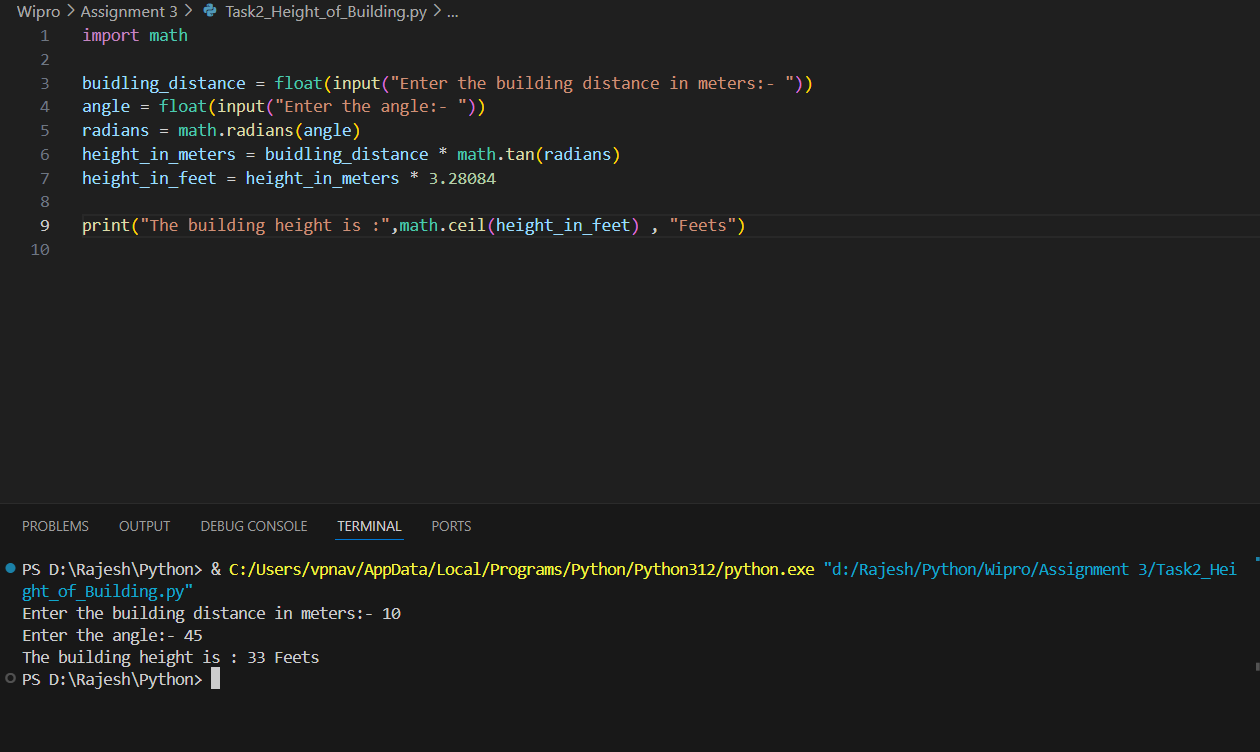 Wipro > Assignment 3 > Task2_Height_of_Building.py > ...
1 import math
2
3 buidling_distance = float(input("Enter the building distance in meters:- "))
4 angle = float(input("Enter the angle:- "))
5 radians = math.radians(angle)
6 height_in_meters = buidling_distance * math.tan(radians)
7 height_in_feet = height_in_meters * 3.28084
8
9 print("The building height is :",math.ceil(height_in_feet) , "Feets")
10
PROBLEMS OUTPUT DEBUG CONSOLE TERMINAL PORTS
PS D:\Rajesh\Python> & C:/Users/vpnav/AppData/Local/Programs/Python/Python312/python.exe "d:/Rajesh/Python/Wipro/Assignment 3/Task2_Hei
ght_of_Building.py"
Enter the building distance in meters:- 10
Enter the angle:- 45
The building height is : 33 Feets
PS D:\Rajesh\Python>